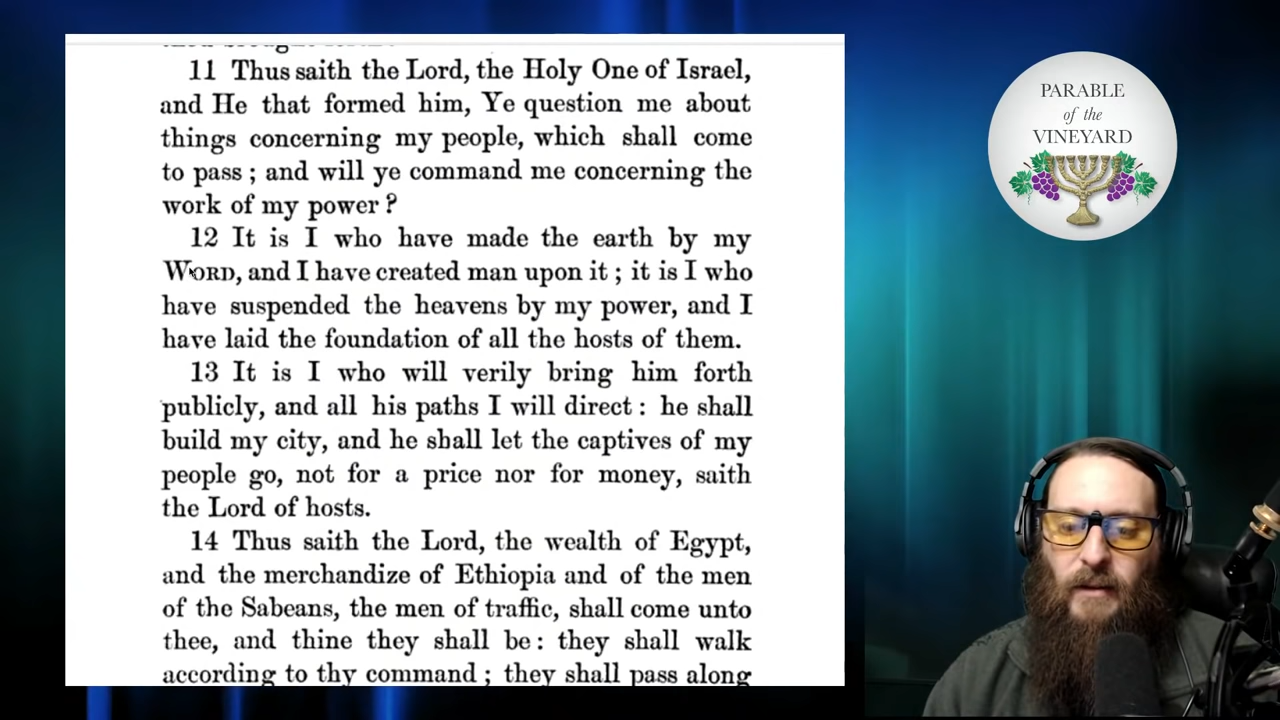 11 Thus saith the Lord, the Holy One of Israel,
and He that formed him, Ye question me about
things concerning my people, which shall come
to pass ; and will ye command me concerning the
work of my power ?
12 It is I who have made the earth by my
WORD, and I have created man upon it ; it is I who
have suspended the heavens by my power, and I
have laid the foundation of all the hosts of them.
13 It is I who will verily bring him forth
publicly, and all his paths I will direct : he shall
build my city, and he shall let the captives of my
people go, not for a price nor for money, saith
the Lord of hosts.
14 Thus saith the Lord, the wealth of Egypt,
and the merchandize of Ethiopia and of the men
of the Sabeans, the men of traffic, shall come unto
thee, and thine they shall be : they shall walk
according to thy command ; they shall pass along
PARABLE
of the
VINEYARD